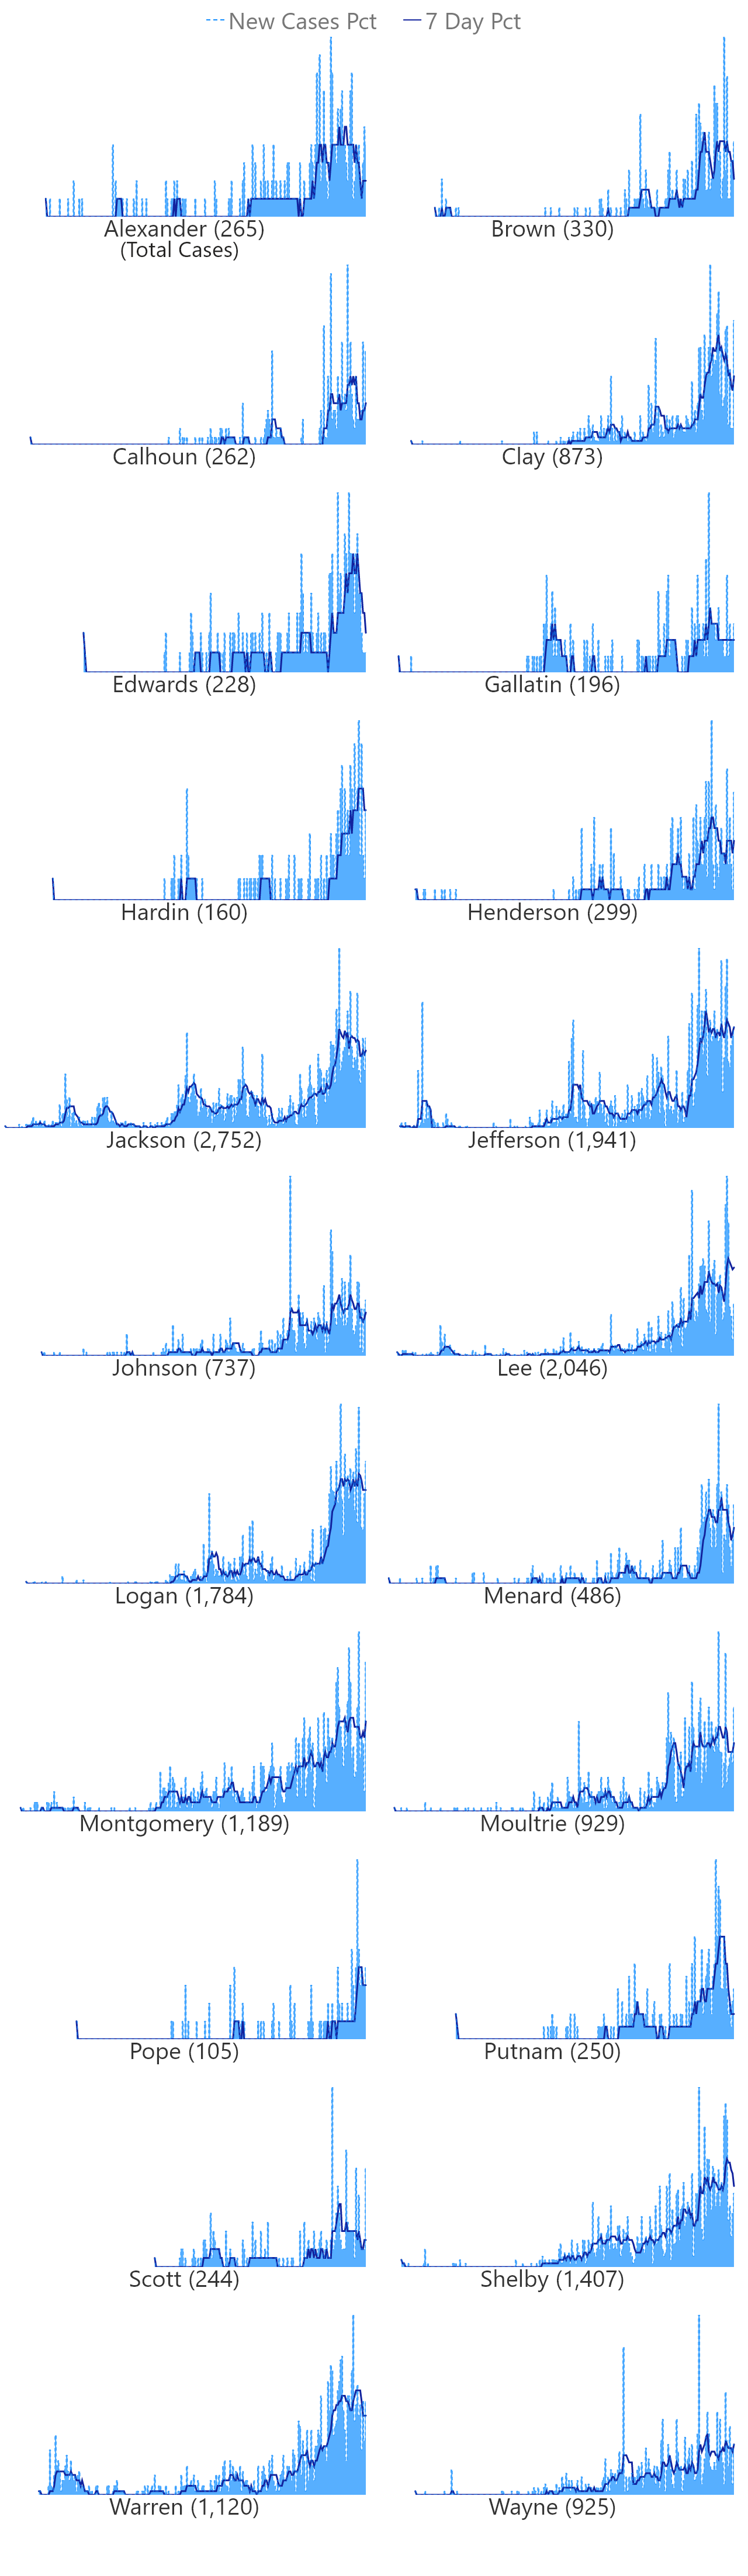 New Cases Pct 7 Day Pct
Alexander (265) Brown (330)
(Total Cases)
Calhoun (262) Clay (873)
Edwards (228) Gallatin (196)
Hardin (160) Henderson (299)
Jackson (2,752) Jefferson (1,941)
Johnson (737) Lee (2,046)
Logan (1,784) Menard (486)
Montgomery (1,189) Moultrie (929)
Pope (105) Putnam (250)
Scott (244) Shelby (1,407)
Warren (1,120) Wayne (925)